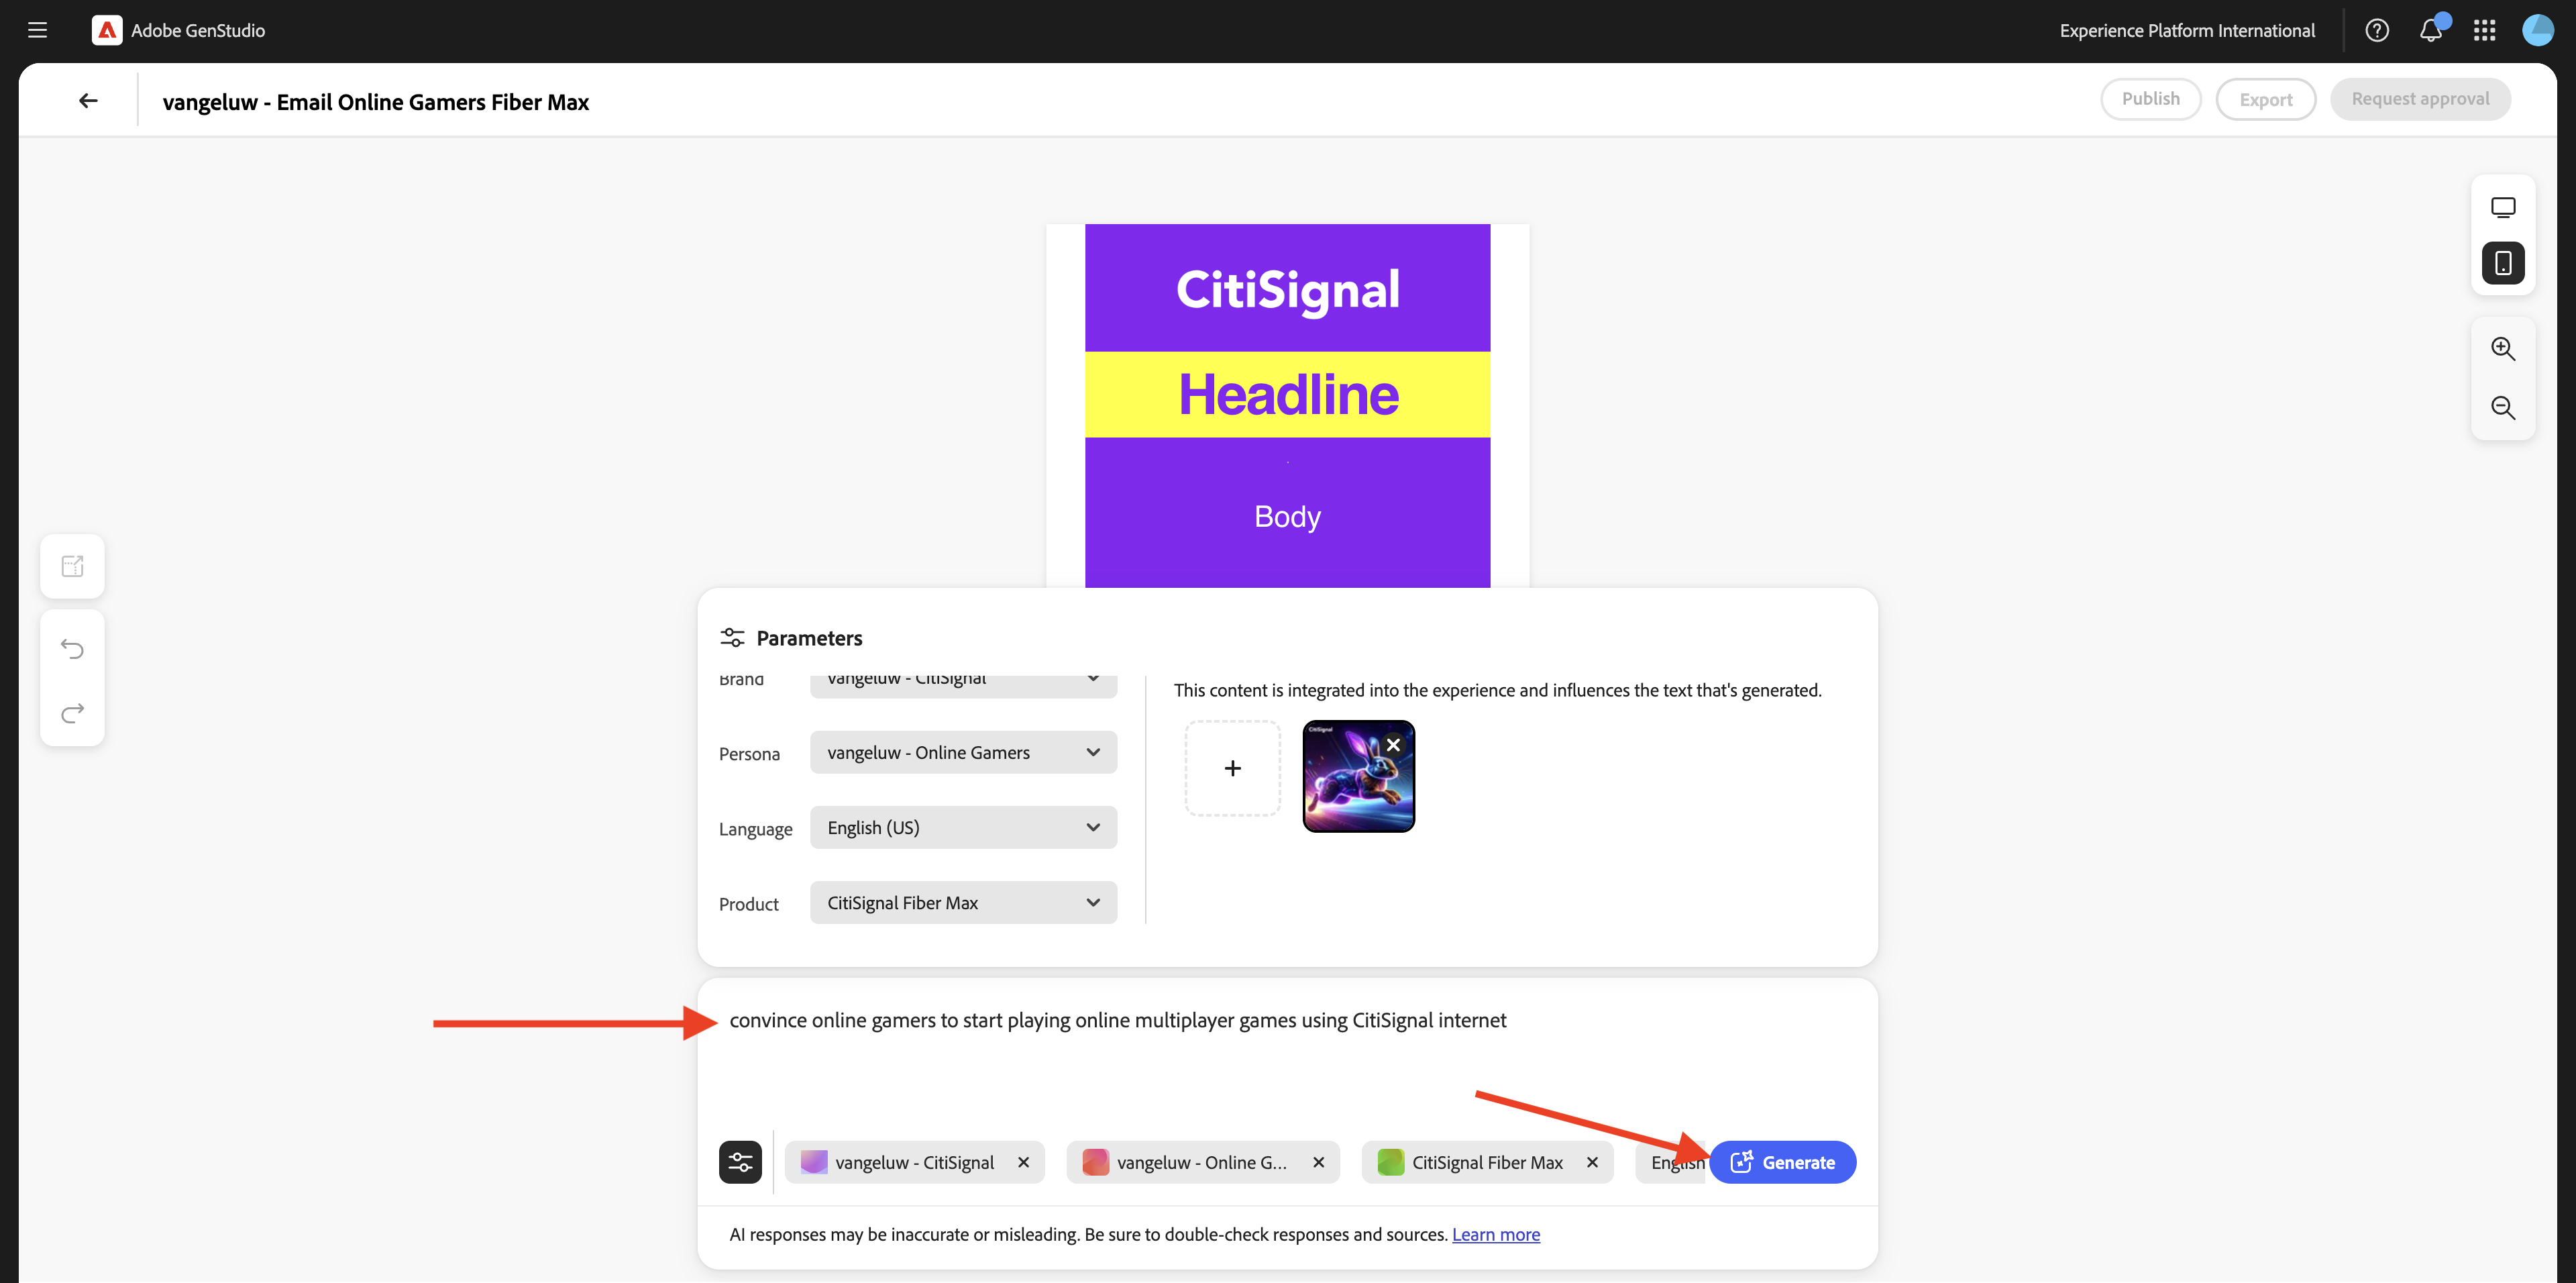 Adobe GenStudio
Experience Platform International
vangeluw - Email Online Gamers Fiber Max
Publish
Export
Request approval
CitiSignal
Headline
Body
Parameters
Brand
vangeluw - CitiSignal
This content is integrated into the experience and influences the text that's generated.
Persona
vangeluw - Online Gamers
CitiSignal
Language
English (US)
Product
CitiSignal Fiber Max
convince online gamers to start playing online multiplayer games using CitiSignal internet
vangeluw - CitiSignal
vangeluw - Online G...
CitiSignal Fiber Max
English
Generate
AI responses may be inaccurate or misleading. Be sure to double-check responses and sources. Learn more